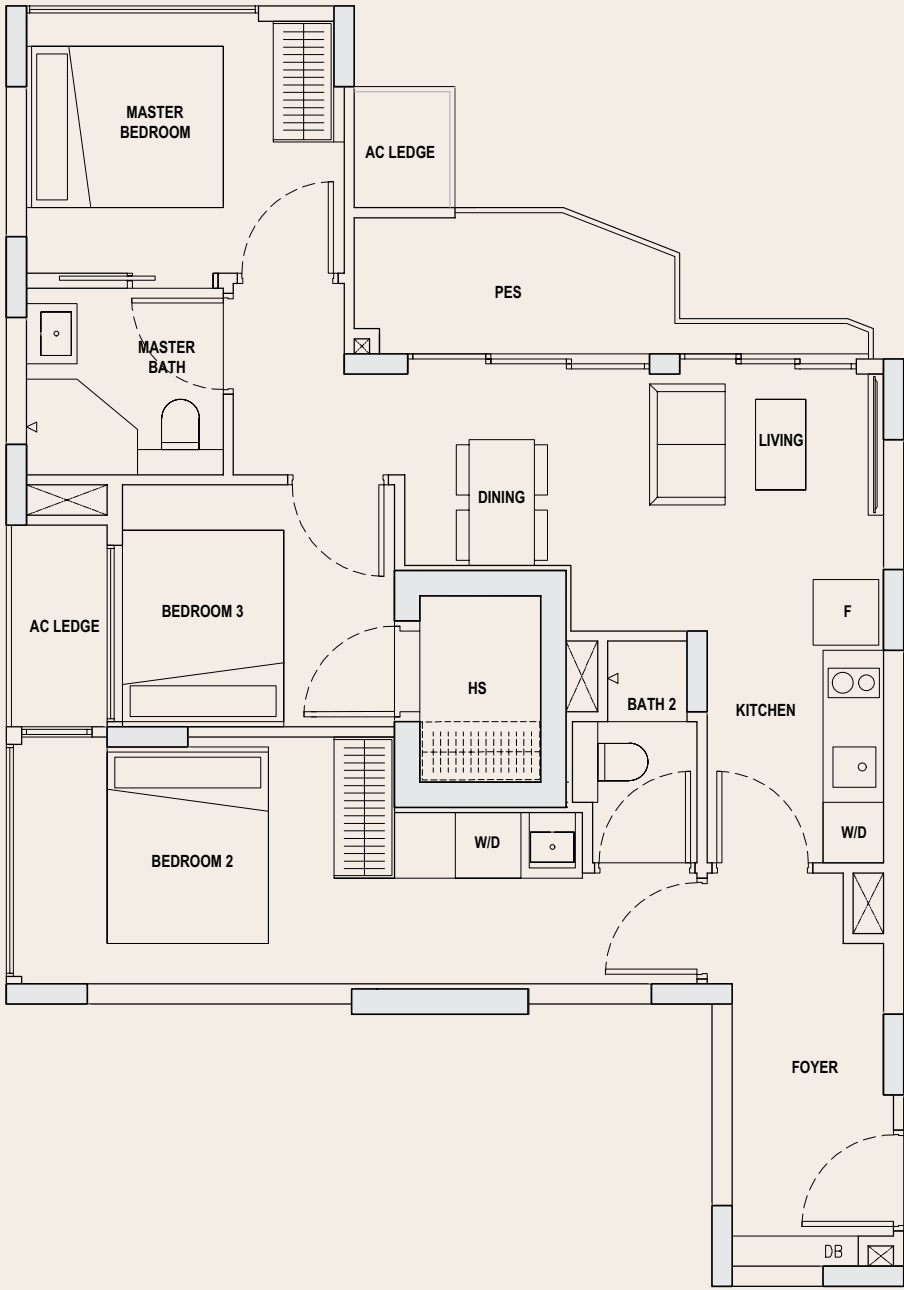 MASTER
BEDROOM
AC LEDGE
PES
MASTER
BATH
LIVING
DINING
AC LEDGE
BEDROOM 3
F
HS
BATH 2
KITCHEN
W/D
W/D
BEDROOM 2
FOYER
DB